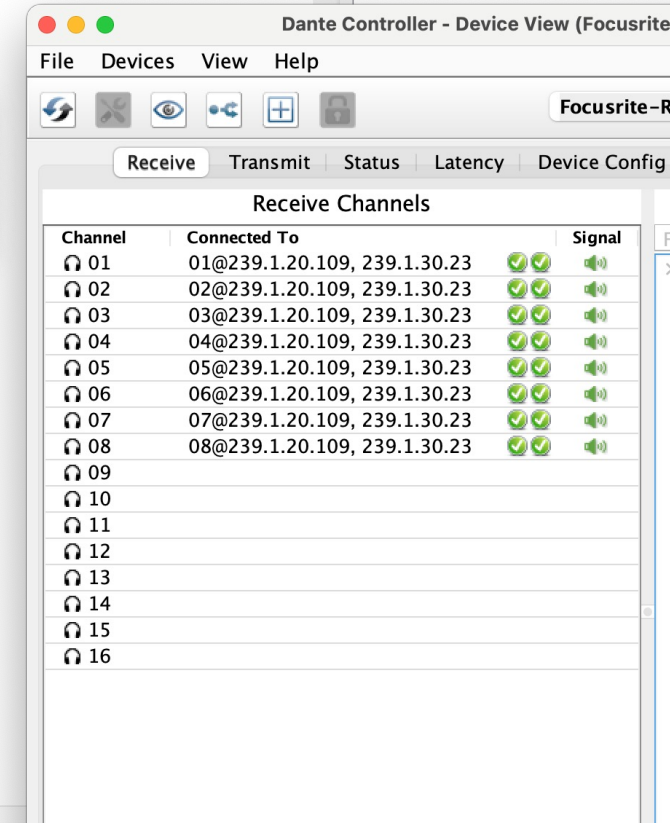 Dante Controller - Device View (Focusrite
File Devices View Help
Focusrite-R
Receive Transmit Status Latency Device Config
Receive Channels
Channel Connected To Signal
01 01@239.1.20.109, 239.1.30.23
02 02@239.1.20.109, 239.1.30.23
03 03@239.1.20.109, 239.1.30.23
04 04@239.1.20.109, 239.1.30.23
05 05@239.1.20.109, 239.1.30.23
06 06@239.1.20.109, 239.1.30.23
07 07@239.1.20.109, 239.1.30.23
08 08@239.1.20.109, 239.1.30.23
09
10
11
12
13
14
15
16